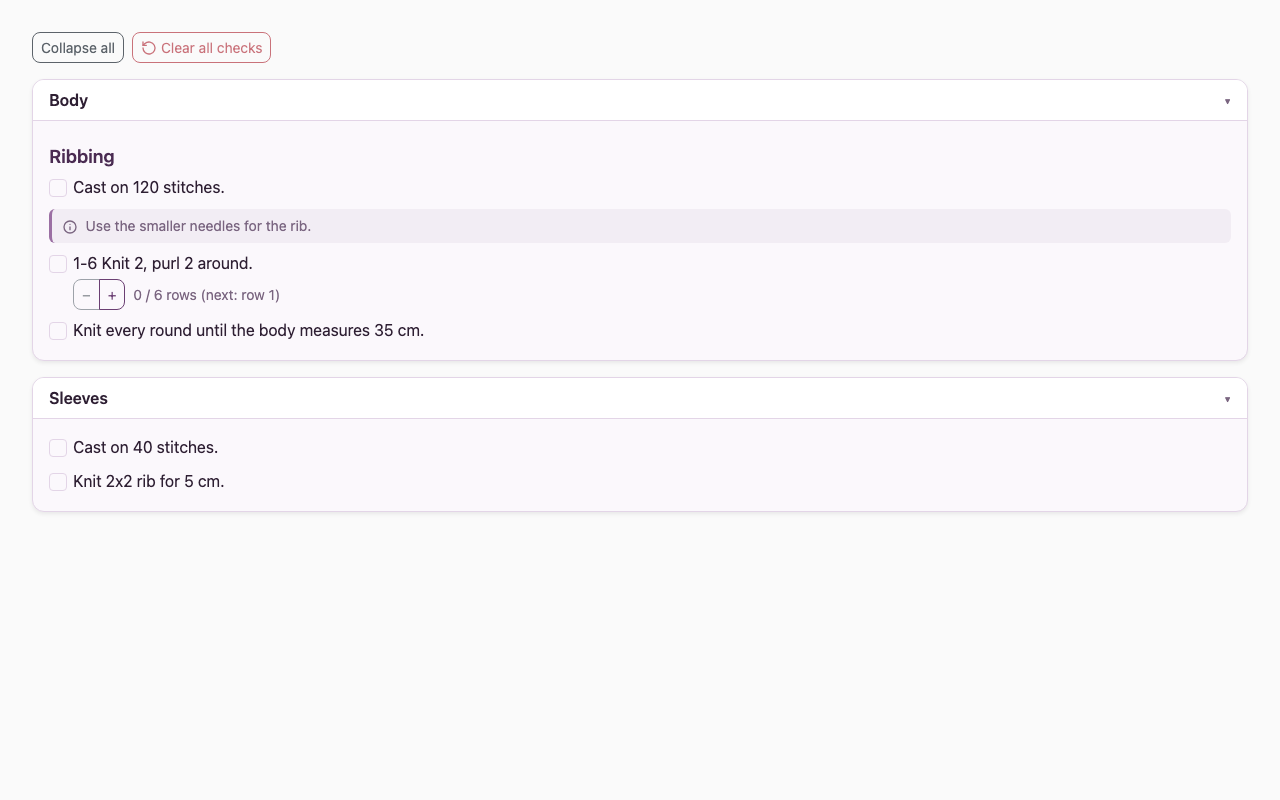 Collapse all
Clear all checks
Body
Ribbing
Cast on 120 stitches.
Use the smaller needles for the rib.
1-6 Knit 2, purl 2 around.
− + 0 / 6 rows (next: row 1)
Knit every round until the body measures 35 cm.
Sleeves
Cast on 40 stitches.
Knit 2x2 rib for 5 cm.